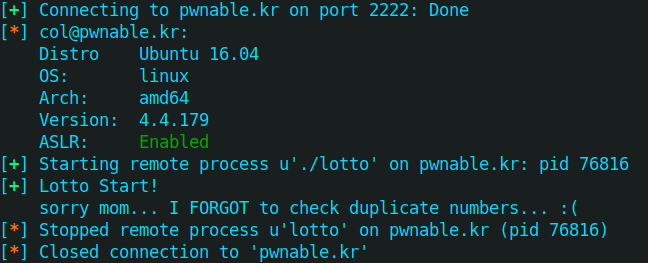 [+] Connecting to pwnable.kr on port 2222: Done
[*] col@pwnable.kr:
    Distro    Ubuntu 16.04
    OS:       linux
    Arch:     amd64
    Version:  4.4.179
    ASLR:     Enabled
[+] Starting remote process u'./lotto' on pwnable.kr: pid 76816
[+] Lotto Start!
    sorry mom... I FORGOT to check duplicate numbers... :(
[*] Stopped remote process u'lotto' on pwnable.kr (pid 76816)
[*] Closed connection to 'pwnable.kr'